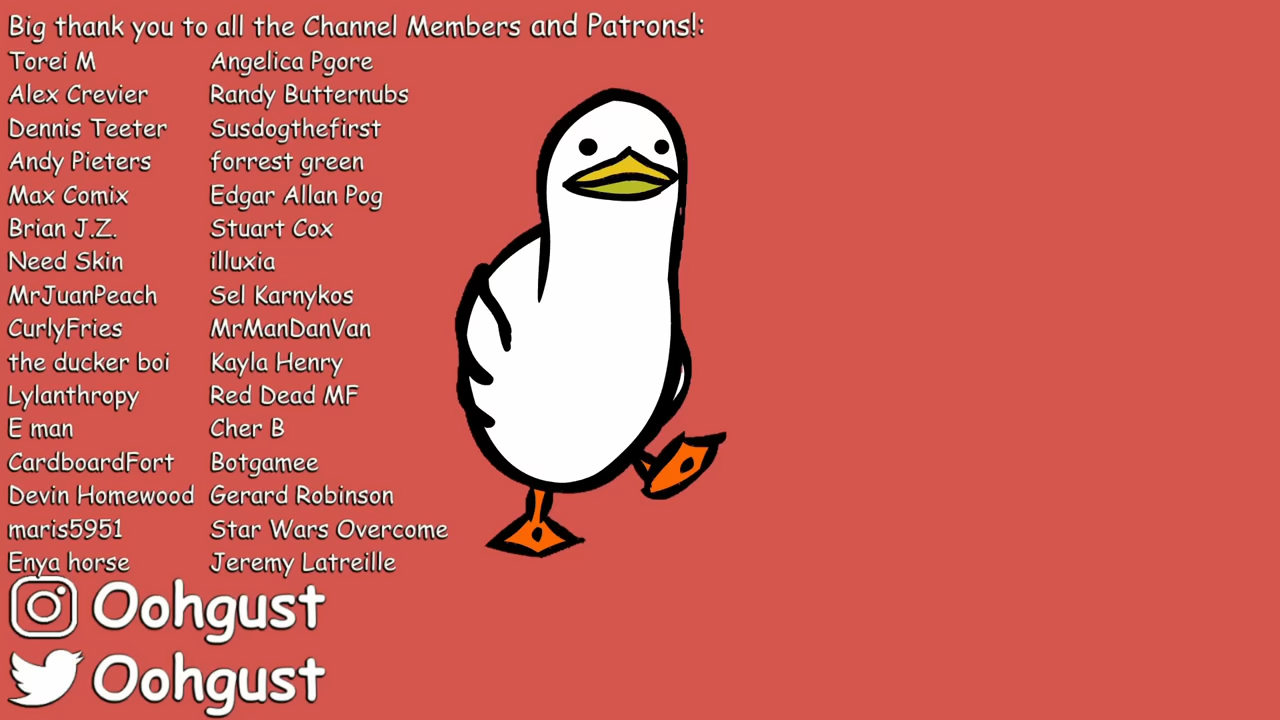 Big thank you to all the Channel Members and Patrons!:
Torei M
Alex Crevier
Dennis Teeter
Andy Pieters
Max Comix
Brian J.Z.
Need Skin
MrJuanPeach
CurlyFries
the ducker boi
Lylanthropy
E man
CardboardFort
Devin Homewood
maris5951
Enya horse
Angelica Pgore
Randy Butternubs
Susdogthefirst
forrest green
Edgar Allan Pog
Stuart Cox
illuxia
Sel Karnykos
MrManDanVan
Kayla Henry
Red Dead MF
Cher B
Botgamee
Gerard Robinson
Star Wars Overcome
Jeremy Latreille
Oohgust
Oohgust